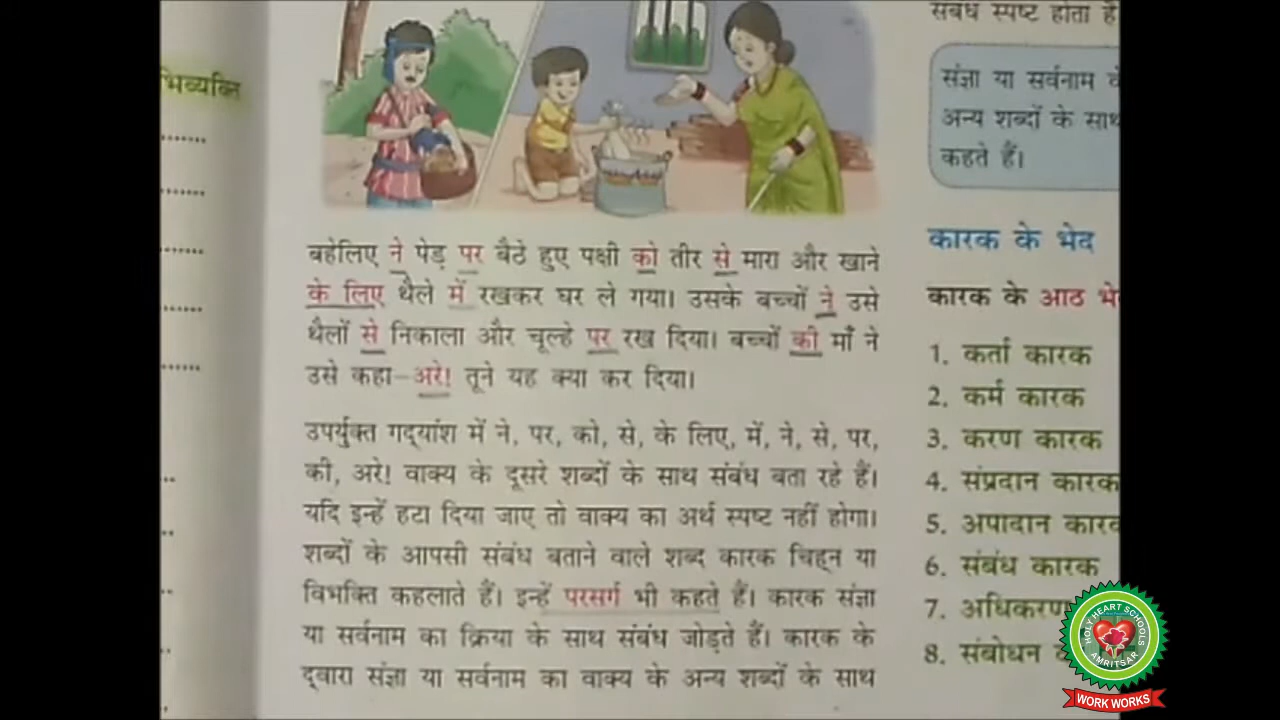 भिव्यक्ति
बहेलिए ने पेड़ पर बैठे हुए पक्षी को तीर से मारा और खाने
के लिए थैले में रखकर घर ले गया। उसके बच्चों ने उसे
थैलों से निकाला और चूल्हे पर रख दिया। बच्चों की माँ ने
उसे कहा–अरे! तूने यह क्या कर दिया।
उपर्युक्त गद्यांश में ने, पर, को, से, के लिए, में, ने, से, पर,
की, अरे! वाक्य के दूसरे शब्दों के साथ संबंध बता रहे हैं।
यदि इन्हें हटा दिया जाए तो वाक्य का अर्थ स्पष्ट नहीं होगा।
शब्दों के आपसी संबंध बताने वाले शब्द कारक चिह्न या
विभक्ति कहलाते हैं। इन्हें परसर्ग भी कहते हैं। कारक संज्ञा
या सर्वनाम का क्रिया के साथ संबंध जोड़ते हैं। कारक के
द्वारा संज्ञा या सर्वनाम का वाक्य के अन्य शब्दों के साथ
संबंध स्पष्ट होता है
संज्ञा या सर्वनाम
अन्य शब्दों के साथ
कहते हैं।
कारक के भेद
कारक के आठ
1. कर्ता कारक
2. कर्म कारक
3. करण कारक
4. संप्रदान कारक
5. अपादान
6. संबंध कारक
7. अधिकरण
8. संबोधन
HOLY HEART SCHOOLS
AMRITSAR
WORK WORKS